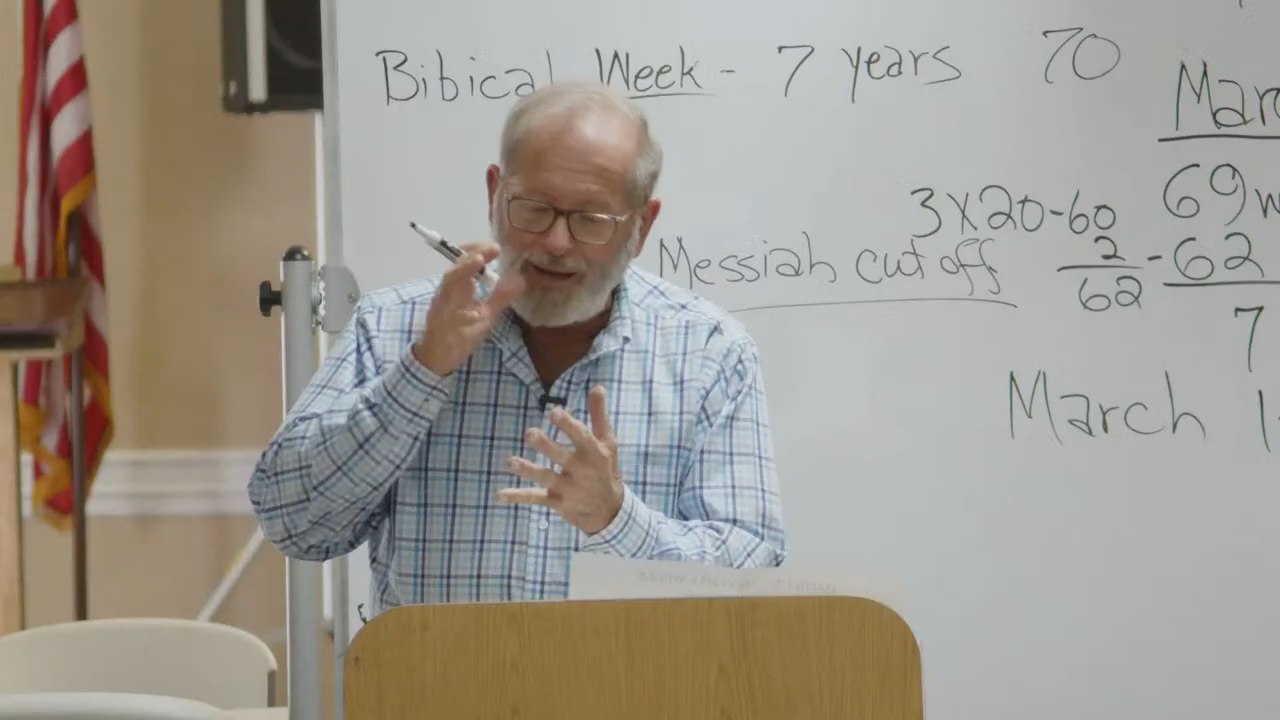 Bibical Week - 7 years 70
Mar
3X20-60
69w
Messiah cut off
2
-62
62
7
March 1